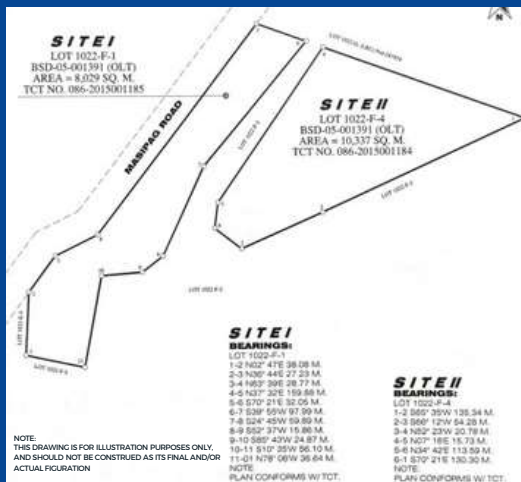 N
SITE I
LOT 1022-F-1
BSD-05-001391 (OLT)
AREA = 8,029 SQ. M.
TCT NO. 086-2015001185
MASIPAG ROAD
SITE II
LOT 1022-F-4
BSD-05-001391 (OLT)
AREA = 10,337 SQ. M.
TCT NO. 086-2015001184
LOT 1022-F-2
LOT 1022-F-5
SITE I
BEARINGS:
LOT 1022-F-1
1-2 N02° 47'E 38.08 M.
2-3 N36° 44'E 27.23 M.
3-4 N63° 39'E 28.77 M.
4-5 N37° 32'E 159.88 M.
5-6 S70° 21'E 32.05 M.
6-7 S39° 55'W 97.99 M.
7-8 S24° 45'W 59.89 M.
8-9 S52° 37'W 15.86 M.
9-10 S85° 43'W 24.87 M.
10-11 S10° 35'W 56.10 M.
11-01 N78° 08'W 36.64 M.
NOTE
PLAN CONFORMS W/ TCT.
SITE II
BEARINGS:
LOT 1022-F-4
1-2 S65° 35'W 135.34 M.
2-3 S66° 12'W 54.28 M.
3-4 N52° 23'W 20.78 M.
4-5 N07° 18'E 15.73 M.
5-6 N34° 42'E 113.59 M.
6-1 S70° 21'E 130.30 M.
NOTE
PLAN CONFORMS W/ TCT.
NOTE:
THIS DRAWING IS FOR ILLUSTRATION PURPOSES ONLY,
AND SHOULD NOT BE CONSTRUED AS ITS FINAL AND/OR
ACTUAL FIGURATION